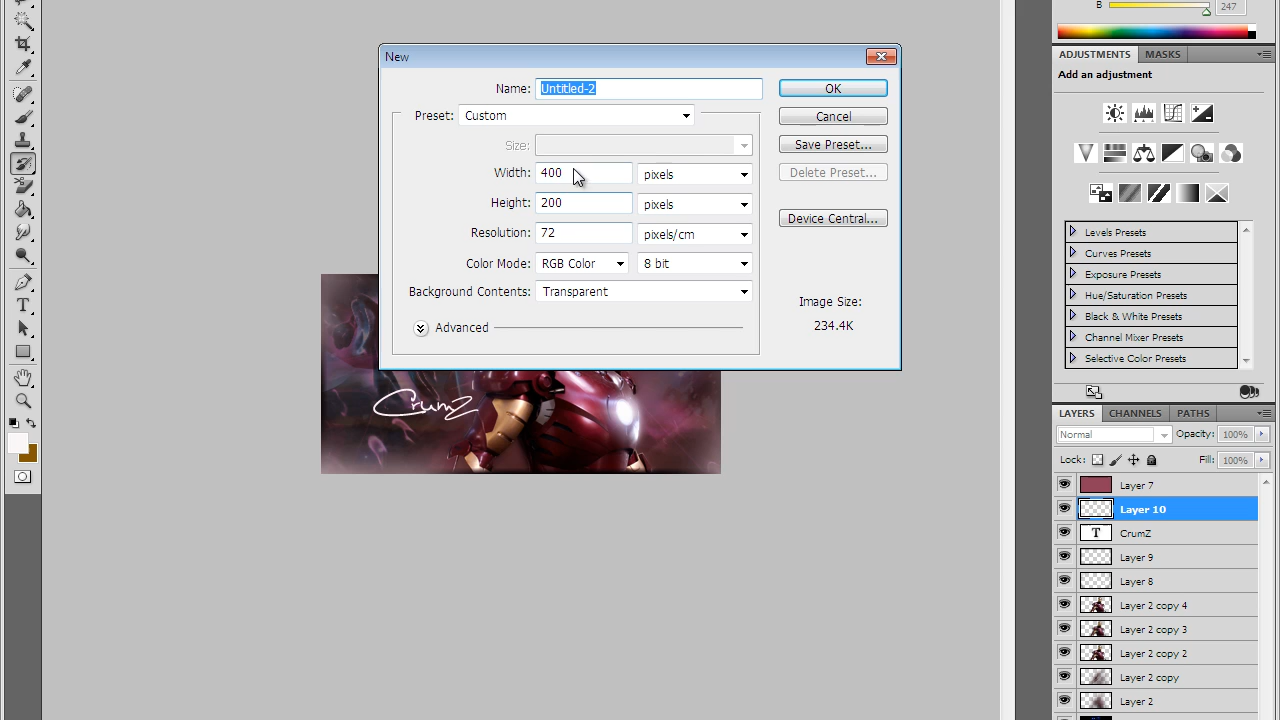 B 247
New
Name: Untitled-2
OK
Preset: Custom
Cancel
Size:
Save Preset...
Width: 400 pixels
Delete Preset...
Height: 200 pixels
Device Central...
Resolution: 72 pixels/cm
Color Mode: RGB Color 8 bit
Background Contents: Transparent
Image Size:
234.4K
Advanced
CrumZ
ADJUSTMENTS MASKS
Add an adjustment
Levels Presets
Curves Presets
Exposure Presets
Hue/Saturation Presets
Black & White Presets
Channel Mixer Presets
Selective Color Presets
LAYERS CHANNELS PATHS
Normal Opacity: 100%
Lock: Fill: 100%
Layer 7
Layer 10
T CrumZ
Layer 9
Layer 8
Layer 2 copy 4
Layer 2 copy 3
Layer 2 copy 2
Layer 2 copy
Layer 2